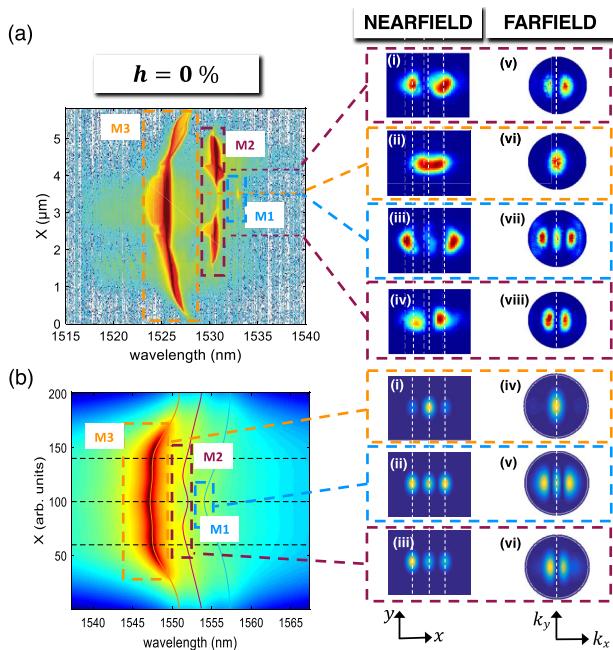 NEARFIELD
FARFIELD
(a)
h = 0 %
M3
M2
M1
X (µm)
5
4
3
2
1
0
1515
1520
1525
1530
1535
1540
wavelength (nm)
(i)
(v)
(ii)
(vi)
(iii)
(vii)
(iv)
(viii)
(b)
M3
M2
M1
X (arb. units)
200
150
100
50
1540
1545
1550
1555
1560
1565
wavelength (nm)
(i)
(iv)
(ii)
(v)
(iii)
(vi)
y
x
ky
kx